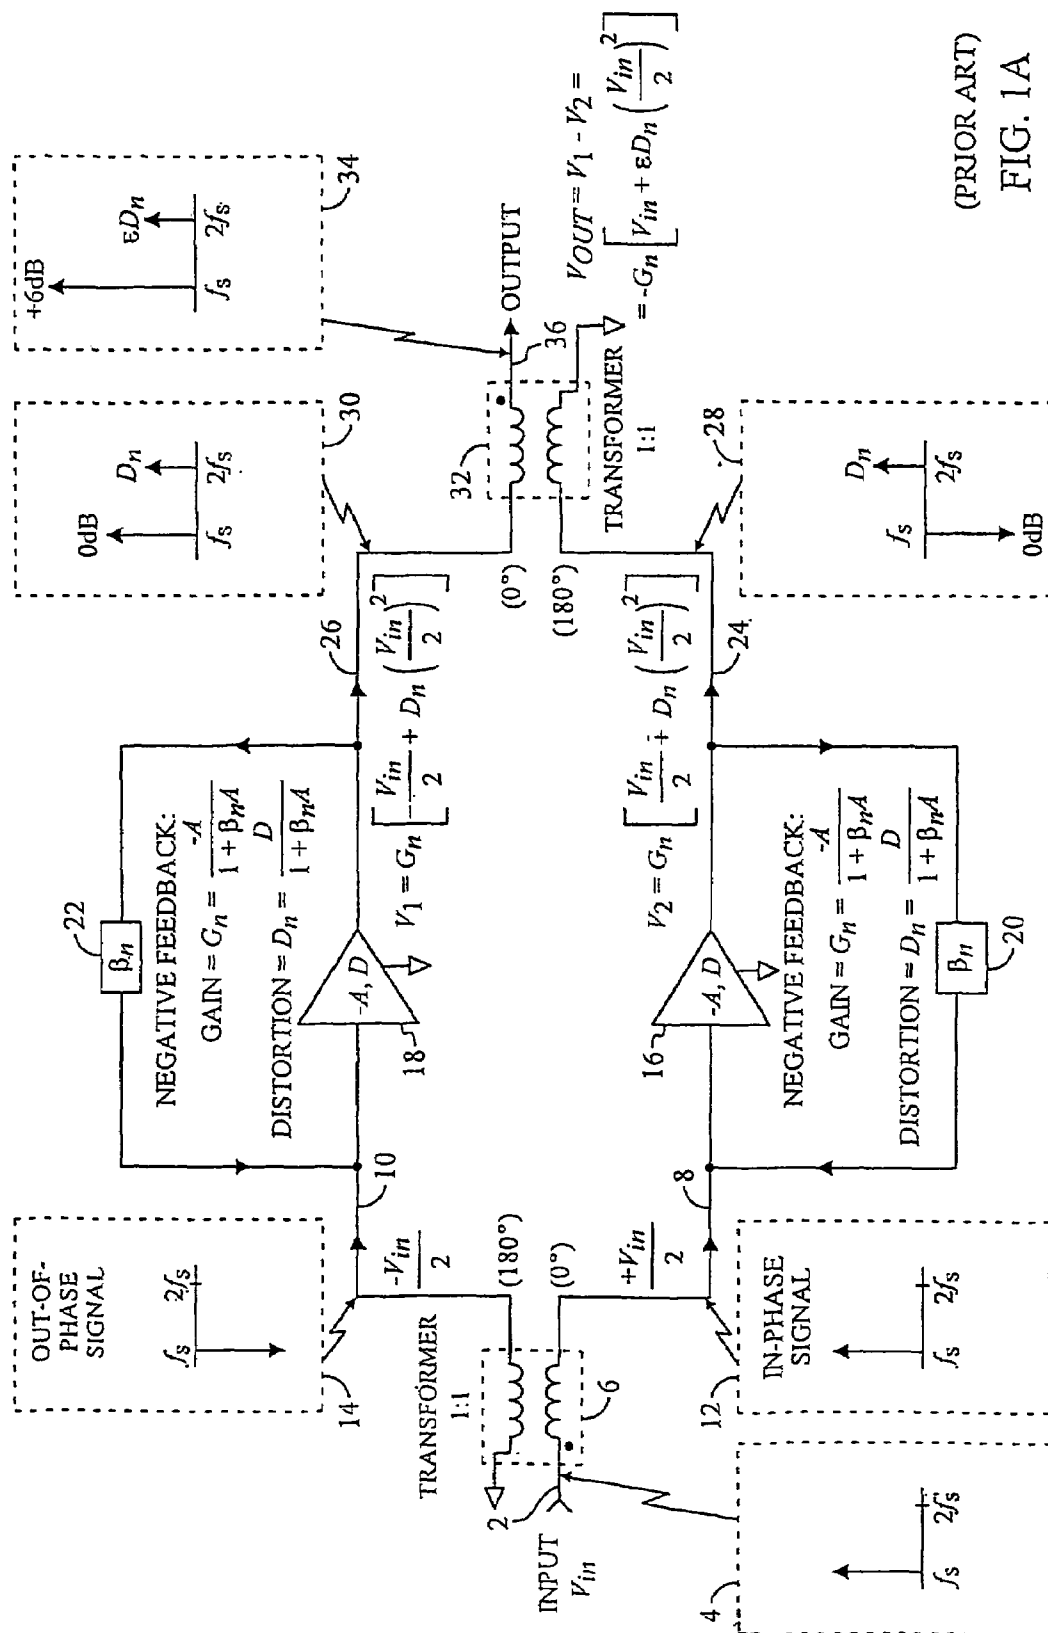 OUT-OF-
PHASE
SIGNAL
fs 2fs
14
TRANSFORMER
1:1
-Vin/2
(180°)
(0°)
+Vin/2
6
2
INPUT
Vin
4
fs 2fs
12
IN-PHASE
SIGNAL
fs 2fs
10
8
22
βn
NEGATIVE FEEDBACK:
GAIN = Gn = -A/(1 + βnA)
DISTORTION = Dn = D/(1 + βnA)
-A, D
18
V1 = Gn [-Vin/2 + Dn (Vin/2)^2]
26
V2 = Gn [Vin/2 + Dn (Vin/2)^2]
24
-A, D
16
NEGATIVE FEEDBACK:
GAIN = Gn = -A/(1 + βnA)
DISTORTION = Dn = D/(1 + βnA)
βn
20
0dB
Dn
fs 2fs
30
(0°)
(180°)
32
TRANSFORMER
1:1
28
Dn
fs 2fs
0dB
+6dB
εDn
fs 2fs
34
OUTPUT
36
VOUT = V1 - V2 =
= -Gn [Vin + εDn (Vin/2)^2]
(PRIOR ART)
FIG. 1A